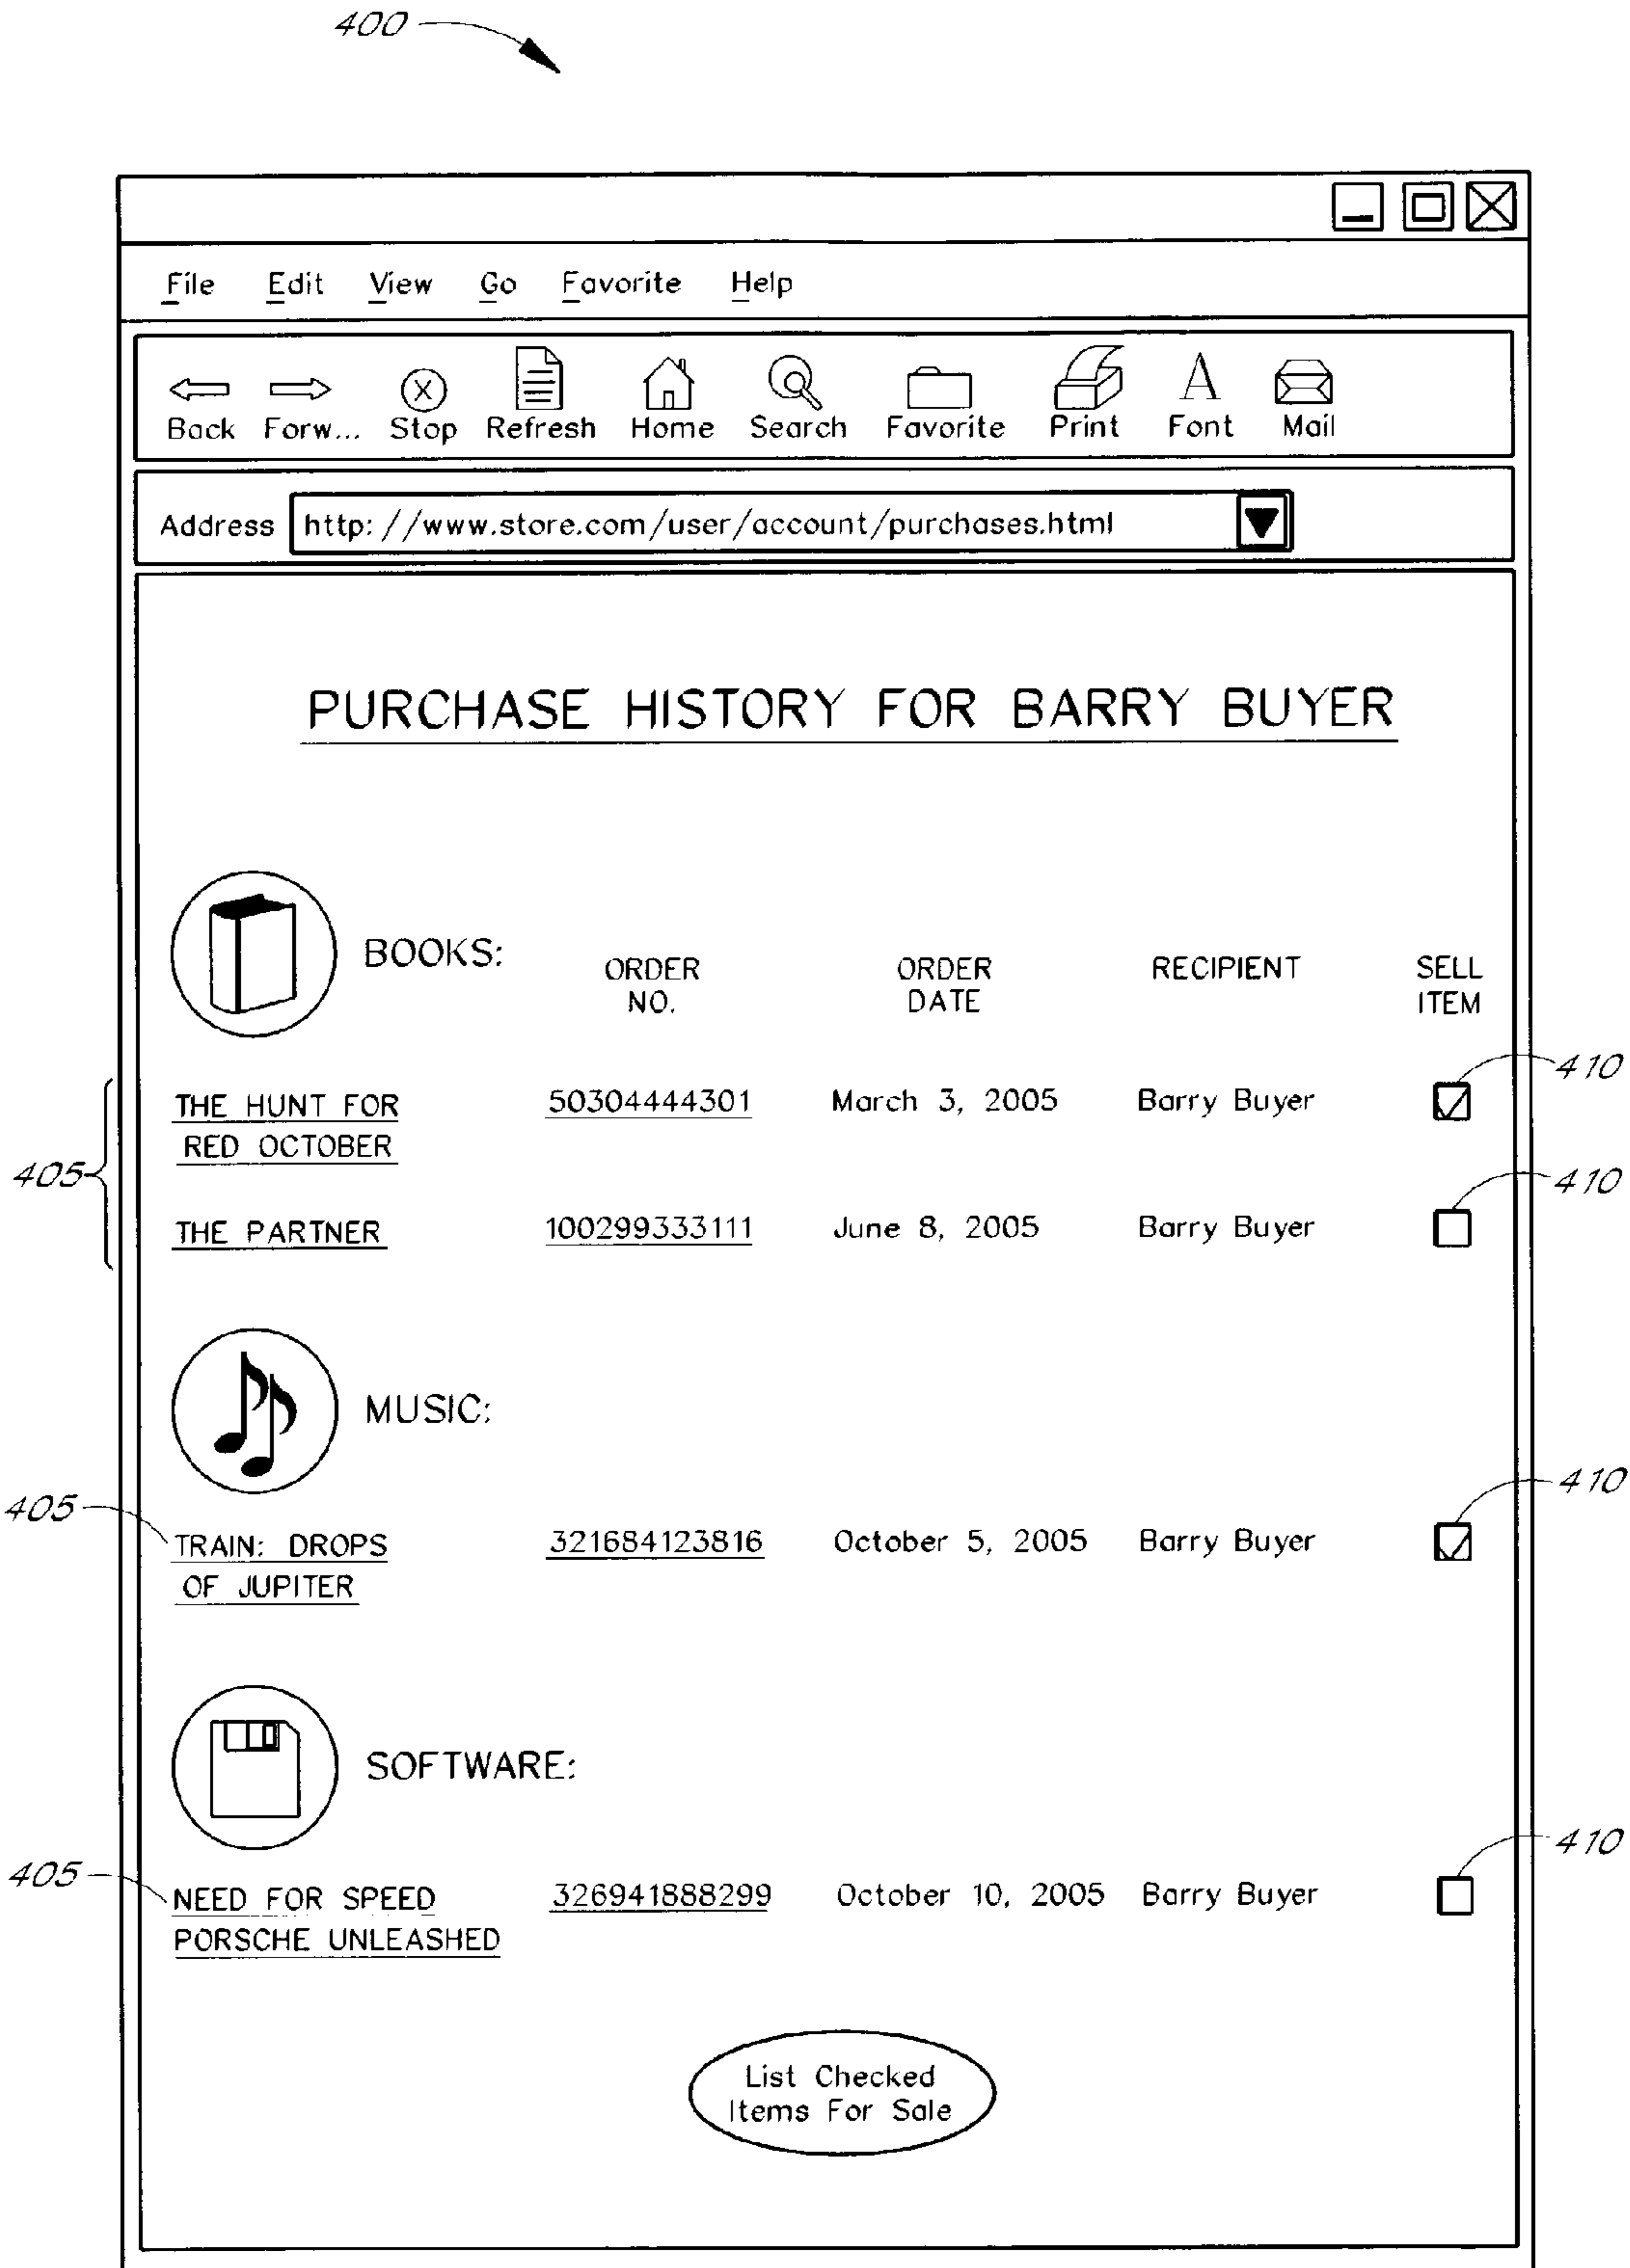 400
File Edit View Go Favorite Help
Back Forw... Stop Refresh Home Search Favorite Print Font Mail
Address http://www.store.com/user/account/purchases.html
PURCHASE HISTORY FOR BARRY BUYER
BOOKS: ORDER NO. ORDER DATE RECIPIENT SELL ITEM
410
THE HUNT FOR 50304444301 March 3, 2005 Barry Buyer
RED OCTOBER
405
410
THE PARTNER 100299333111 June 8, 2005 Barry Buyer
MUSIC:
405
410
TRAIN: DROPS 321684123816 October 5, 2005 Barry Buyer
OF JUPITER
SOFTWARE:
405
410
NEED FOR SPEED 326941888299 October 10, 2005 Barry Buyer
PORSCHE UNLEASHED
List Checked
Items For Sale